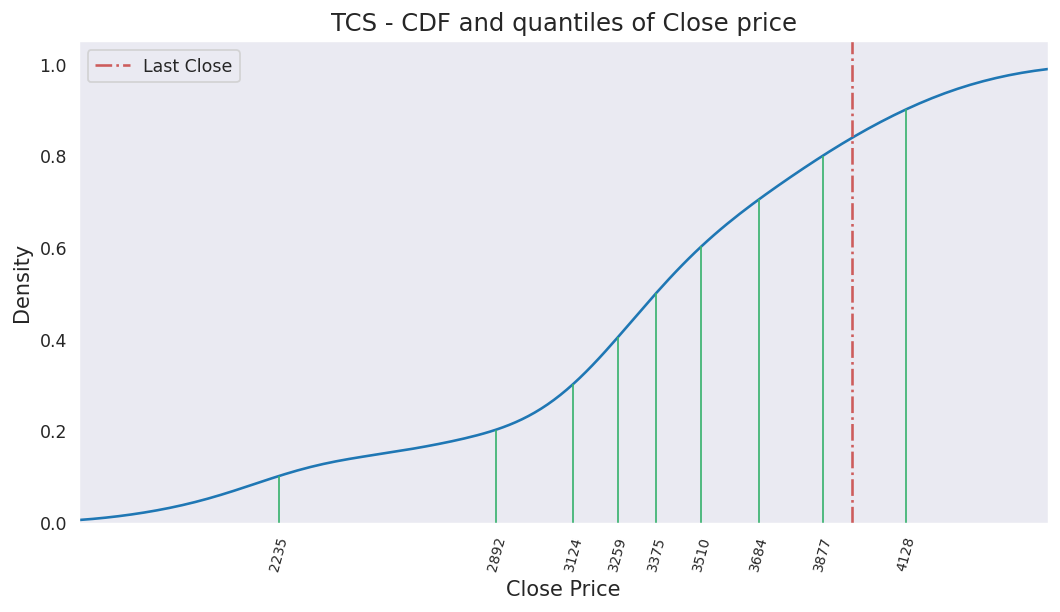 TCS - CDF and quantiles of Close price
Last Close
Density
1.0
0.8
0.6
0.4
0.2
0.0
2235 2892 3124 3259 3375 3510 3684 3877 4128
Close Price